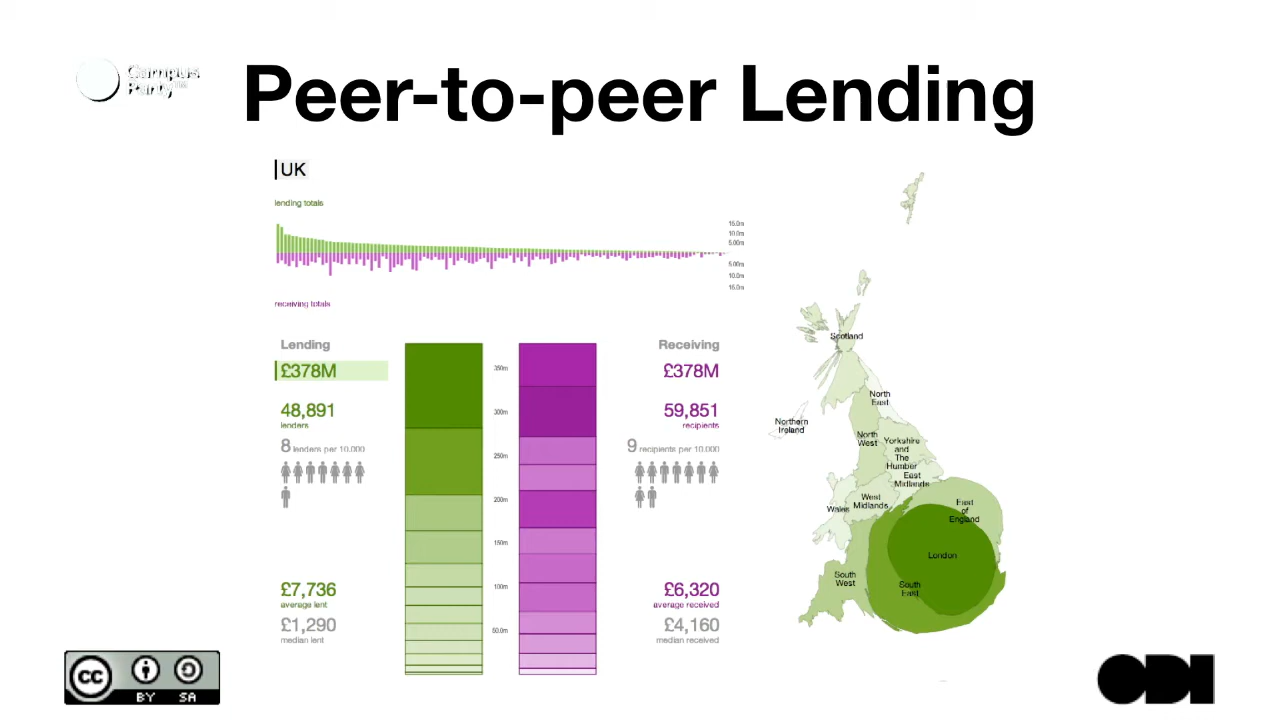 Campus
Party™
Peer-to-peer Lending
UK
lending totals
15.0m
10.0m
5.00m
5.00m
10.0m
15.0m
receiving totals
Lending
£378M
48,891
lenders
8 lenders per 10,000
£7,736
average lent
£1,290
median lent
350m
300m
250m
200m
150m
100m
50.0m
Receiving
£378M
59,851
recipients
9 recipients per 10,000
£6,320
average received
£4,160
median received
Scotland
North
East
Northern
Ireland
North
West
Yorkshire
and
The
Humber
East
Midlands
West
Midlands
Wales
East
of
England
London
South
West
South
East
cc
BY SA
ODI